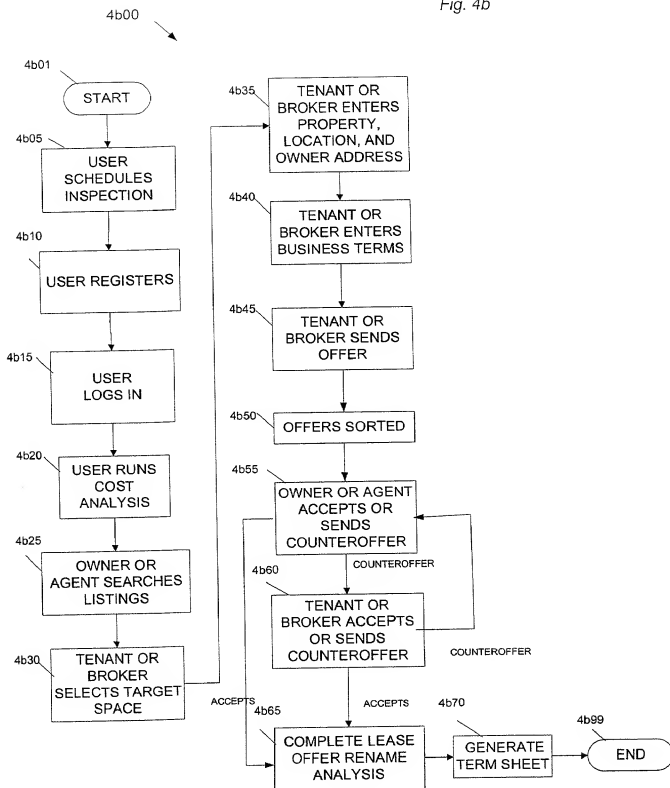 Fig. 4b
4b00
4b01
START
4b05
USER
SCHEDULES
INSPECTION
4b10
USER REGISTERS
4b15
USER
LOGS IN
4b20
USER RUNS
COST
ANALYSIS
4b25
OWNER OR
AGENT SEARCHES
LISTINGS
4b30
TENANT OR
BROKER
SELECTS TARGET
SPACE
4b35
TENANT OR
BROKER ENTERS
PROPERTY,
LOCATION, AND
OWNER ADDRESS
4b40
TENANT OR
BROKER ENTERS
BUSINESS TERMS
4b45
TENANT OR
BROKER SENDS
OFFER
4b50
OFFERS SORTED
4b55
OWNER OR AGENT
ACCEPTS OR
SENDS
COUNTEROFFER
COUNTEROFFER
4b60
TENANT OR
BROKER ACCEPTS
OR SENDS
COUNTEROFFER
COUNTEROFFER
ACCEPTS
ACCEPTS
4b65
COMPLETE LEASE
OFFER RENAME
ANALYSIS
4b70
GENERATE
TERM SHEET
4b99
END